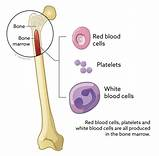 Bone
Bone
marrow
Red blood
cells
Platelets
White
blood cells
Red blood cells, platelets and
white blood cells are all produced
in the bone marrow.